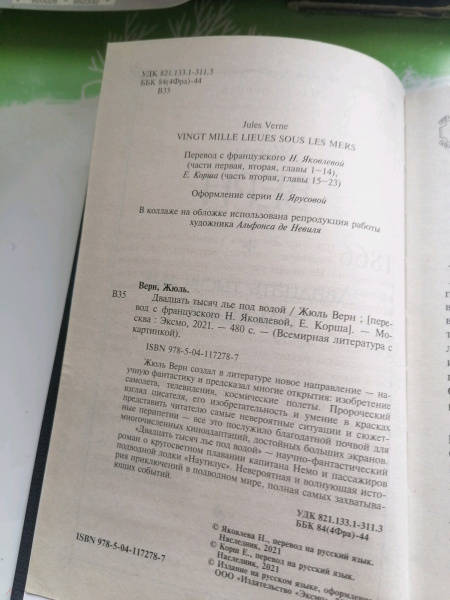 УДК 821.133.1-311.3
ББК 84(4Фра)-44
В35
Jules Verne
VINGT MILLE LIEUES SOUS LES MERS
Перевод с французского Н. Яковлевой
(части первая, вторая, главы 1—14),
Е. Корша (часть вторая, главы 15—23)
Оформление серии Н. Ярусовой
В коллаже на обложке использована репродукция работы
художника Альфонса де Невиля
Верн, Жюль.
В35
Двадцать тысяч лье под водой / Жюль Верн ; [пере-
вод с французского Н. Яковлевой, Е. Корша]. — Мо-
сква : Эксмо, 2021. — 480 с. — (Всемирная литература с
картинкой).
ISBN 978-5-04-117278-7
Жюль Верн создал в литературе новое направление — на-
учную фантастику и предсказал многие открытия: изобретение
самолета, телевидения, космические полеты. Пророческий
взгляд писателя, его изобретательность и умение в красках
представить читателю самые невероятные ситуации и сюжет-
ные перипетии — все это послужило благодатной почвой для
многочисленных киноадаптаций, достойных больших экранов.
«Двадцать тысяч лье под водой» — научно-фантастический
роман о кругосветном плавании капитана Немо и пассажиров
подводной лодки «Наутилус». Невероятная и волнующая исто-
рия приключений в подводном мире, полная самых захватыва-
ющих событий.
УДК 821.133.1-311.3
ББК 84(4Фра)-44
© Яковлева Н., перевод на русский язык.
Наследник, 2021
© Корш Е., перевод на русский язык.
Наследник, 2021
© Издание на русском языке, оформление.
ООО «Издательство «Эксмо»
ISBN 978-5-04-117278-7